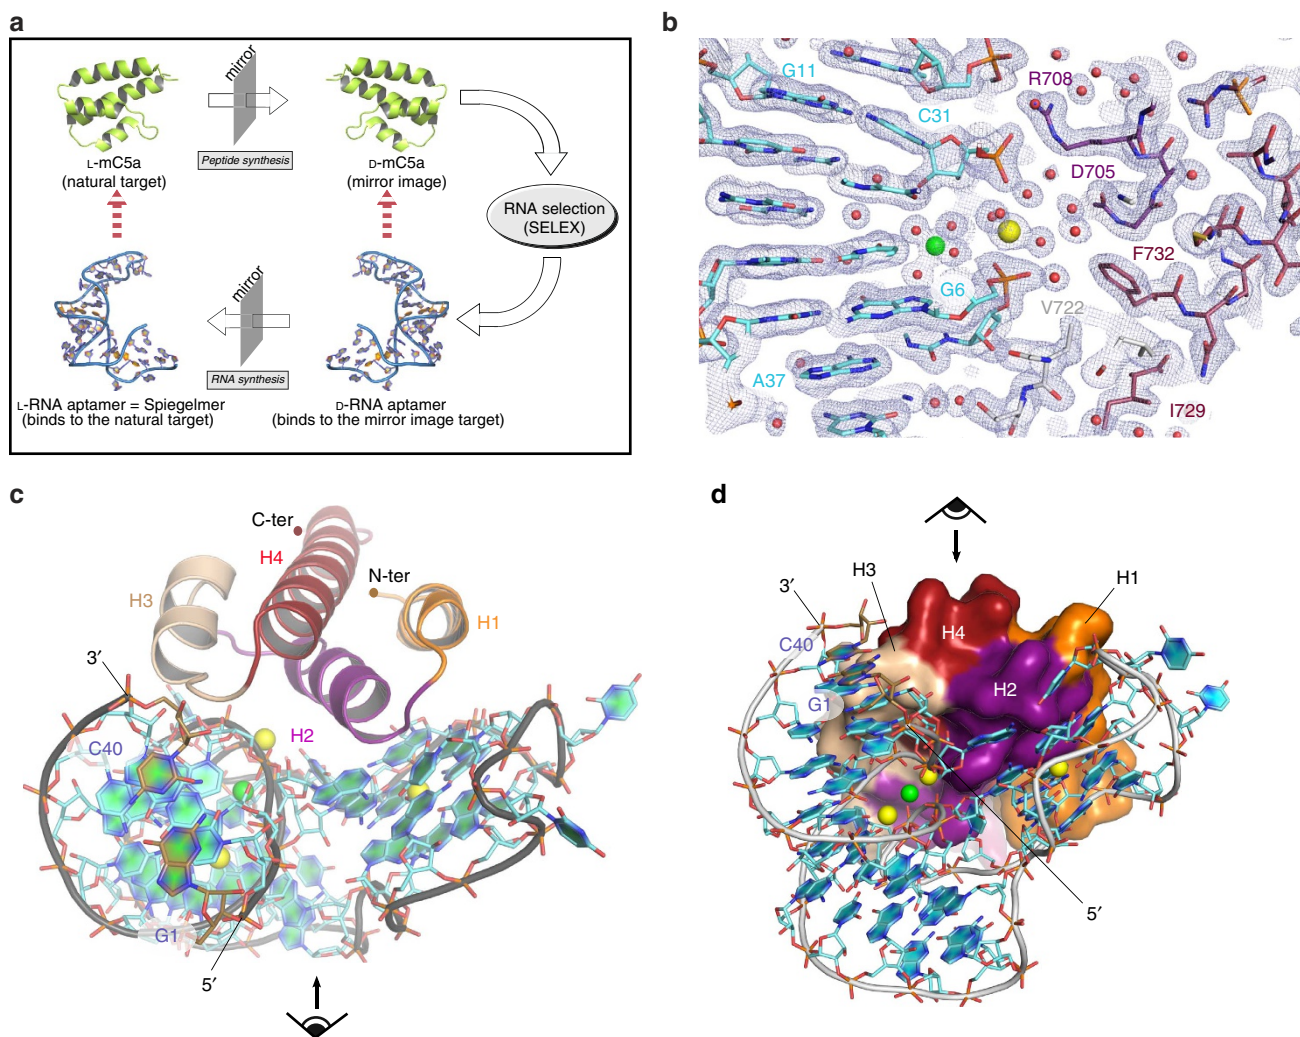 a
mirror
Peptide synthesis
L-mC5a
(natural target)
D-mC5a
(mirror image)
RNA selection
(SELEX)
mirror
RNA synthesis
L-RNA aptamer = Spiegelmer
(binds to the natural target)
D-RNA aptamer
(binds to the mirror image target)
b
G11
R708
C31
D705
F732
G6
V722
A37
I729
c
C-ter
H4
N-ter
H3
H1
3′
H2
C40
G1
5′
d
H3
H1
3′
H4
C40
H2
G1
5′